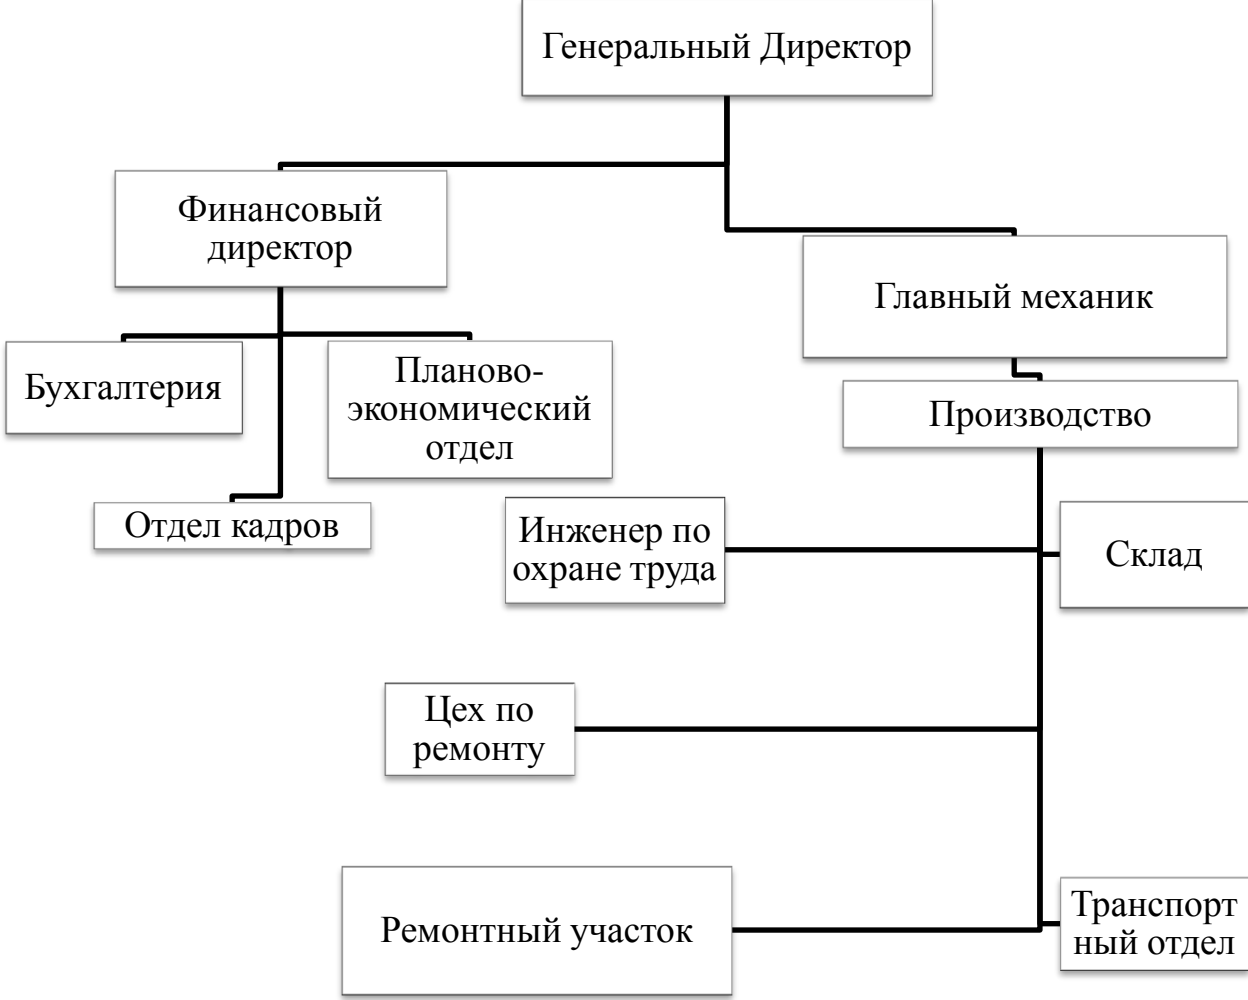 Генеральный Директор
Финансовый
директор
Главный механик
Бухгалтерия
Планово-
экономический
отдел
Производство
Отдел кадров
Инженер по
охране труда
Склад
Цех по
ремонту
Ремонтный участок
Транспорт
ный отдел